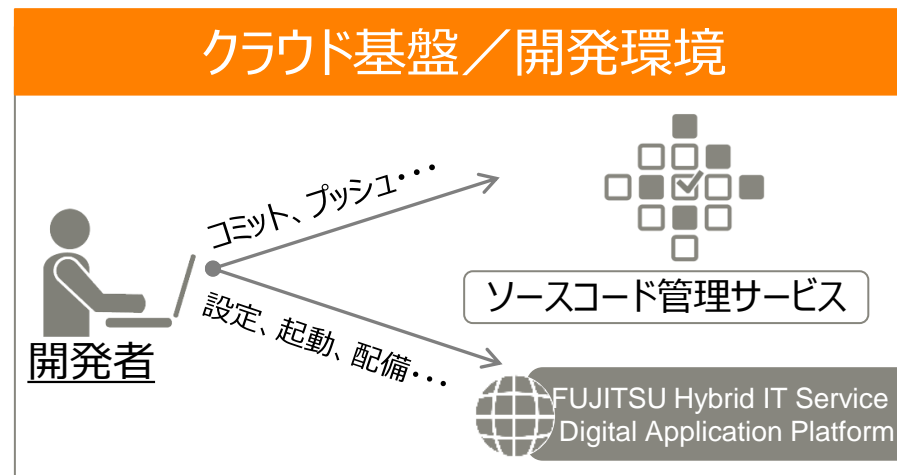 クラウド基盤／開発環境
コミット、プッシュ・・・
ソースコード管理サービス
設定、起動、配備・・・
開発者
FUJITSU Hybrid IT Service
Digital Application Platform